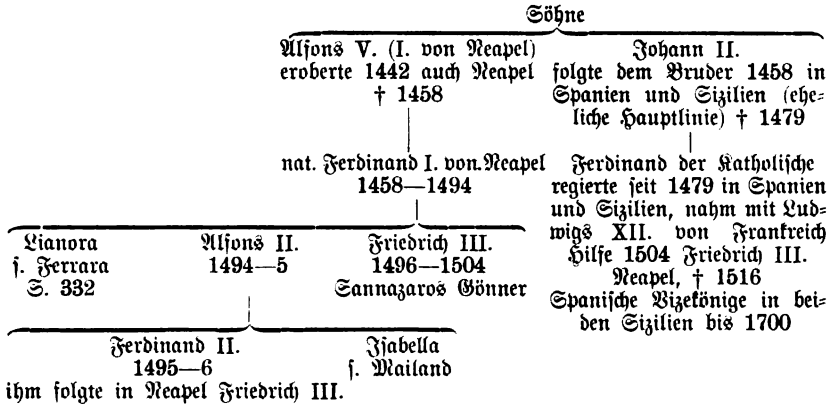 Söhne
Alfons V. (I. von Neapel)
eroberte 1442 auch Neapel
† 1458
Johann II.
folgte dem Bruder 1458 in
Spanien und Sizilien (ehe=
liche Hauptlinie) † 1479
nat. Ferdinand I. von Neapel
1458—1494
Ferdinand der Katholische
regierte seit 1479 in Spanien
und Sizilien, nahm mit Lud=
wigs XII. von Frankreich
Hilfe 1504 Friedrich III.
Neapel, † 1516
Spanische Vizekönige in bei=
den Sizilien bis 1700
Lianora
s. Ferrara
S. 332
Alfons II.
1494—5
Friedrich III.
1496—1504
Sannazaros Gönner
Ferdinand II.
1495—6
ihm folgte in Neapel Friedrich III.
Isabella
s. Mailand